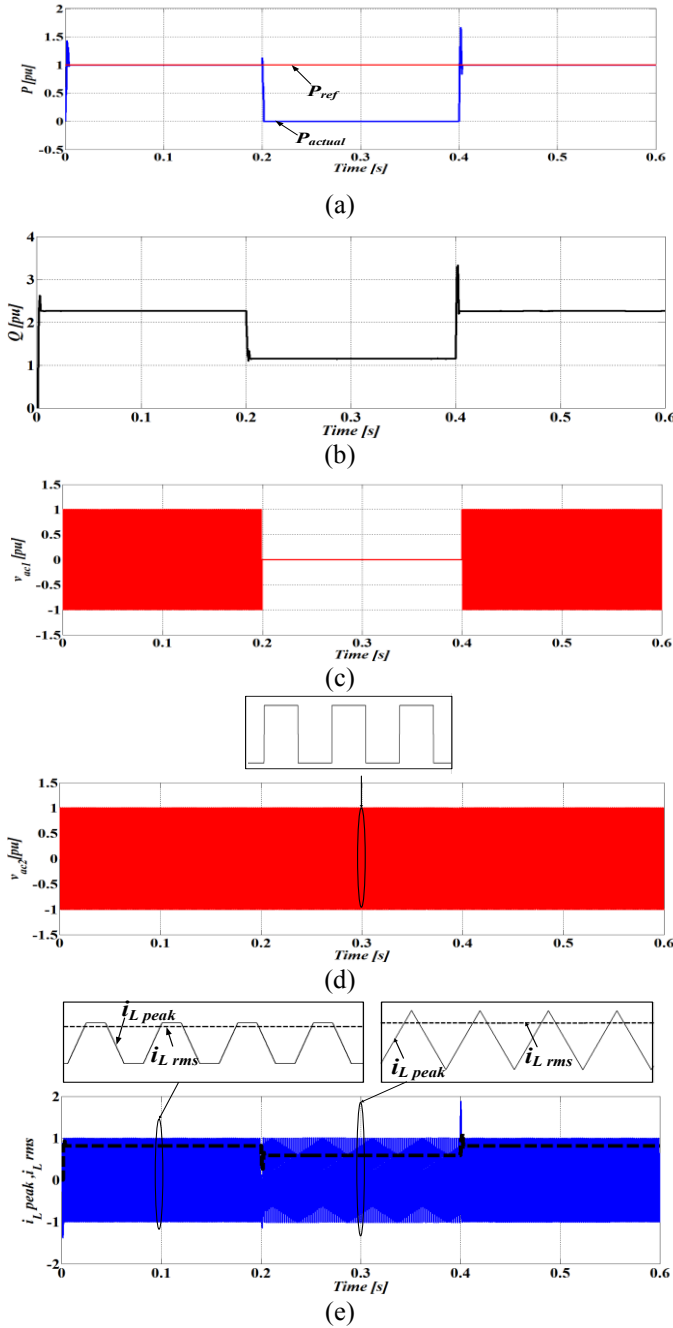 2
1.5
1
0.5
0
-0.5
P [pu]
P_ref
P_actual
0 0.1 0.2 0.3 0.4 0.5 0.6
Time [s]
(a)
4
3
2
1
0
Q [pu]
0 0.1 0.2 0.3 0.4 0.5 0.6
Time [s]
(b)
1.5
1
0.5
0
-0.5
-1
-1.5
v_ac1 [pu]
0 0.1 0.2 0.3 0.4 0.5 0.6
Time [s]
(c)
1.5
1
0.5
0
-0.5
-1
-1.5
v_ac2 [pu]
0 0.1 0.2 0.3 0.4 0.5 0.6
Time [s]
(d)
i_L peak
i_L rms
i_L peak
i_L rms
2
1
0
-1
-2
i_L peak ,i_L rms
0 0.1 0.2 0.3 0.4 0.5 0.6
Time [s]
(e)